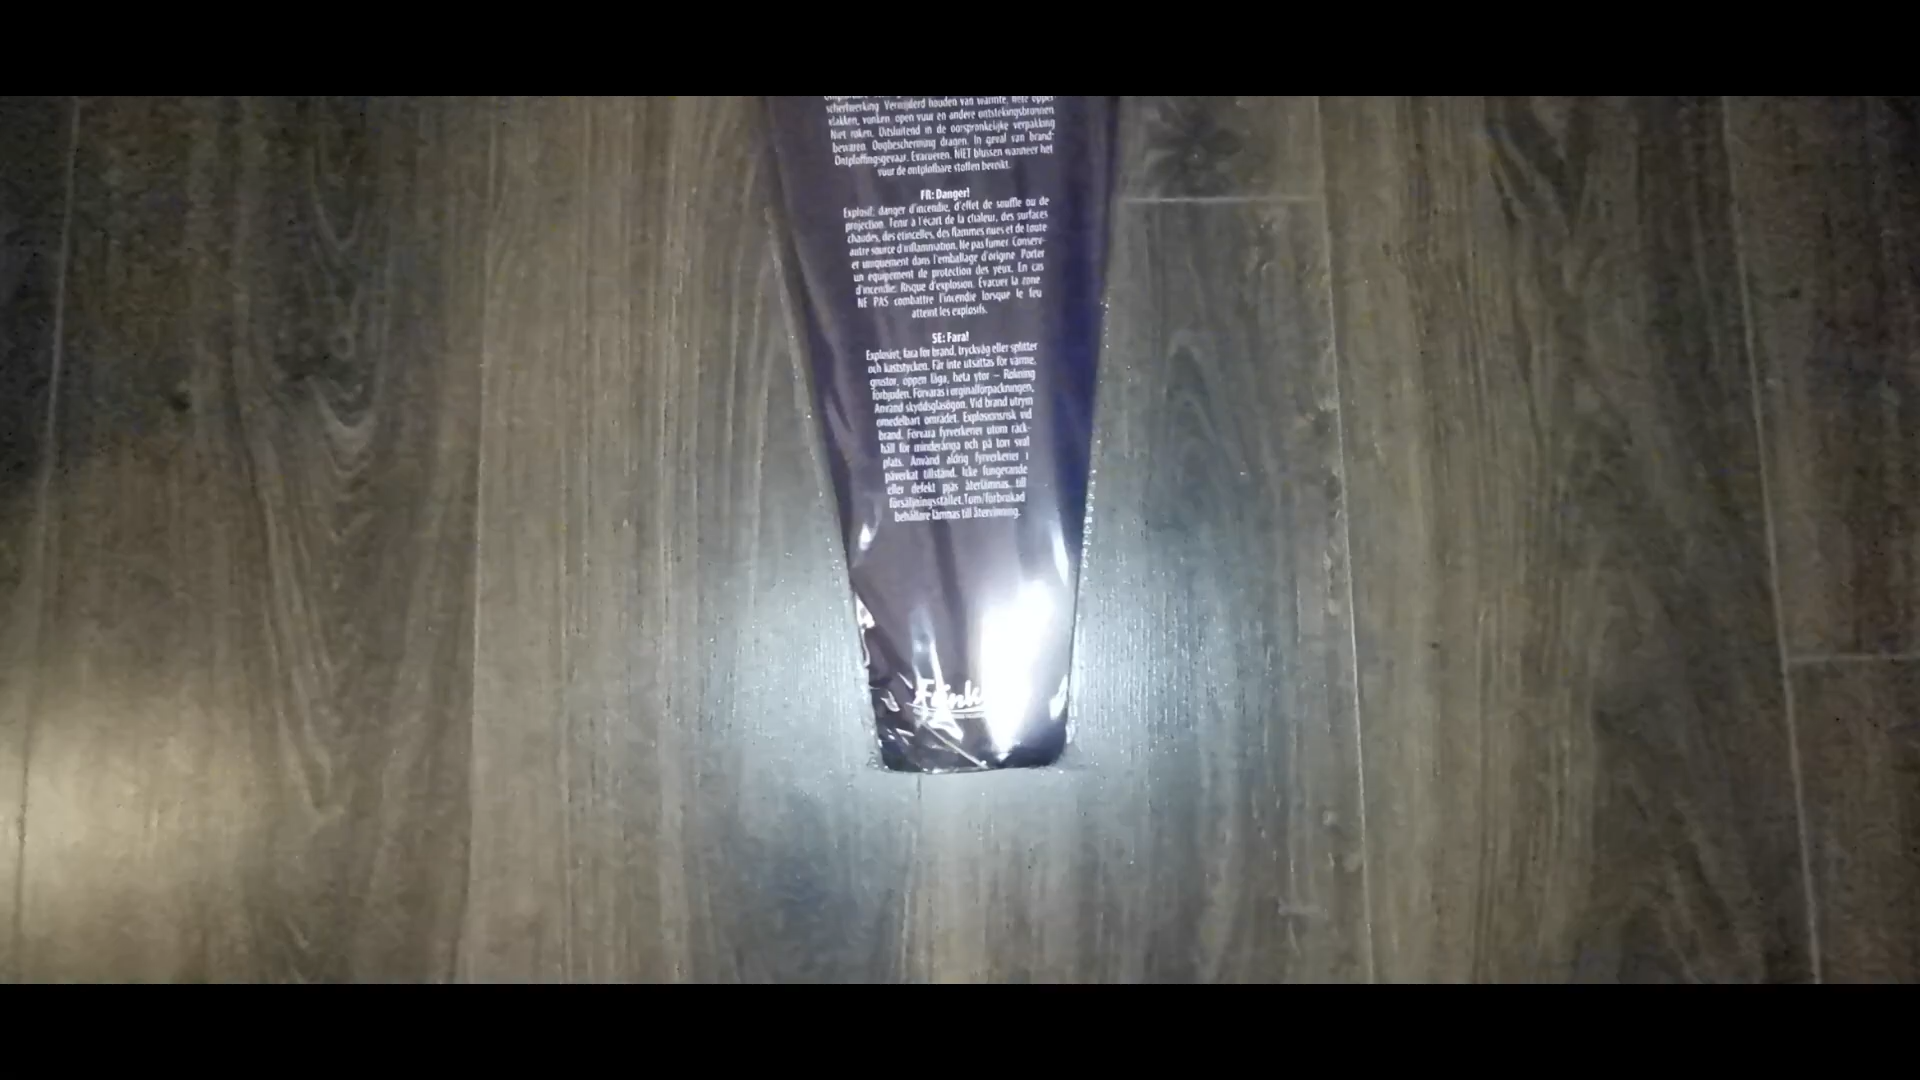 scherfwerking. Verwijderd houden van warmte, hete opper-
vlakken, vonken, open vuur en andere ontstekingsbronnen
Niet roken. Uitsluitend in de oorspronkelijke verpakking
bewaren. Oogbescherming dragen. In geval van brand:
Ontploffingsgevaar. Evacueren. NIET blussen wanneer het
vuur de ontplofbare stoffen bereikt.
FR: Danger!
Explosif; danger d'incendie, d'effet de souffle ou de
projection. Tenir à l'écart de la chaleur, des surfaces
chaudes, des étincelles, des flammes nues et de toute
autre source d'inflammation. Ne pas fumer. Conserv-
er uniquement dans l'emballage d'origine. Porter
un équipement de protection des yeux. En cas
d'incendie: Risque d'explosion. Évacuer la zone.
NE PAS combattre l'incendie lorsque le feu
atteint les explosifs.
SE: Fara!
Explosivt, fara för brand, tryckvåg eller splitter
och kaststycken. Får inte utsättas för värme,
gnistor, öppen låga, heta ytor – Rökning
förbjuden. Förvaras i orginalförpackningen.
Använd skyddsglasögon. Vid brand utrym
omedelbart området. Explosionsrisk vid
brand. Förvara fyrverkerier utom räck-
håll för minderåriga och på torr sval
plats. Använd aldrig fyrverkerier i
påverkat tillstånd. Icke fungerande
eller defekt pjäs återlämnas till
försäljningsstället. Tom/förbrukad
behållare lämnas till återvinning.